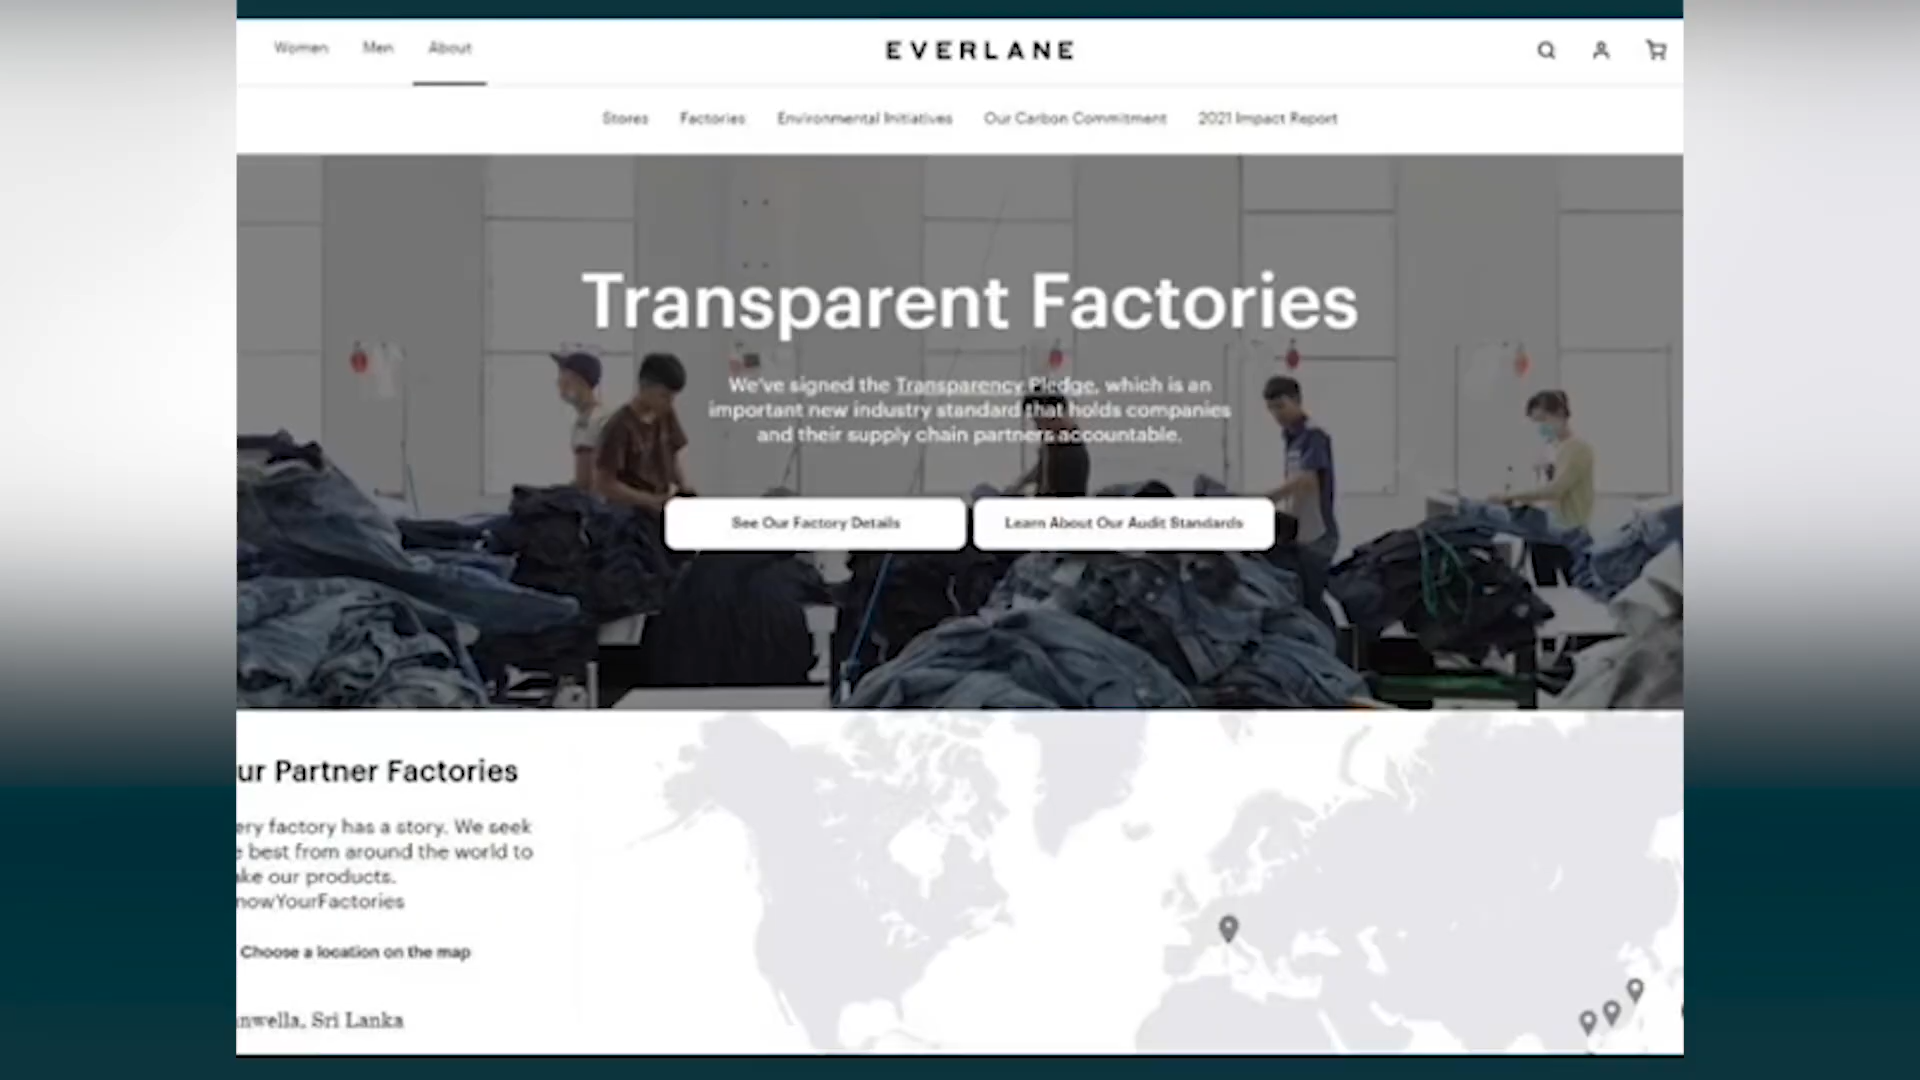 Women Men About
EVERLANE
Stores Factories Environmental Initiatives Our Carbon Commitment 2021 Impact Report
Transparent Factories
We've signed the Transparency Pledge, which is an
important new industry standard that holds companies
and their supply chain partners accountable.
See Our Factory Details
Learn About Our Audit Standards
ur Partner Factories
ery factory has a story. We seek
e best from around the world to
ke our products.
nowYourFactories
Choose a location on the map
nwella, Sri Lanka